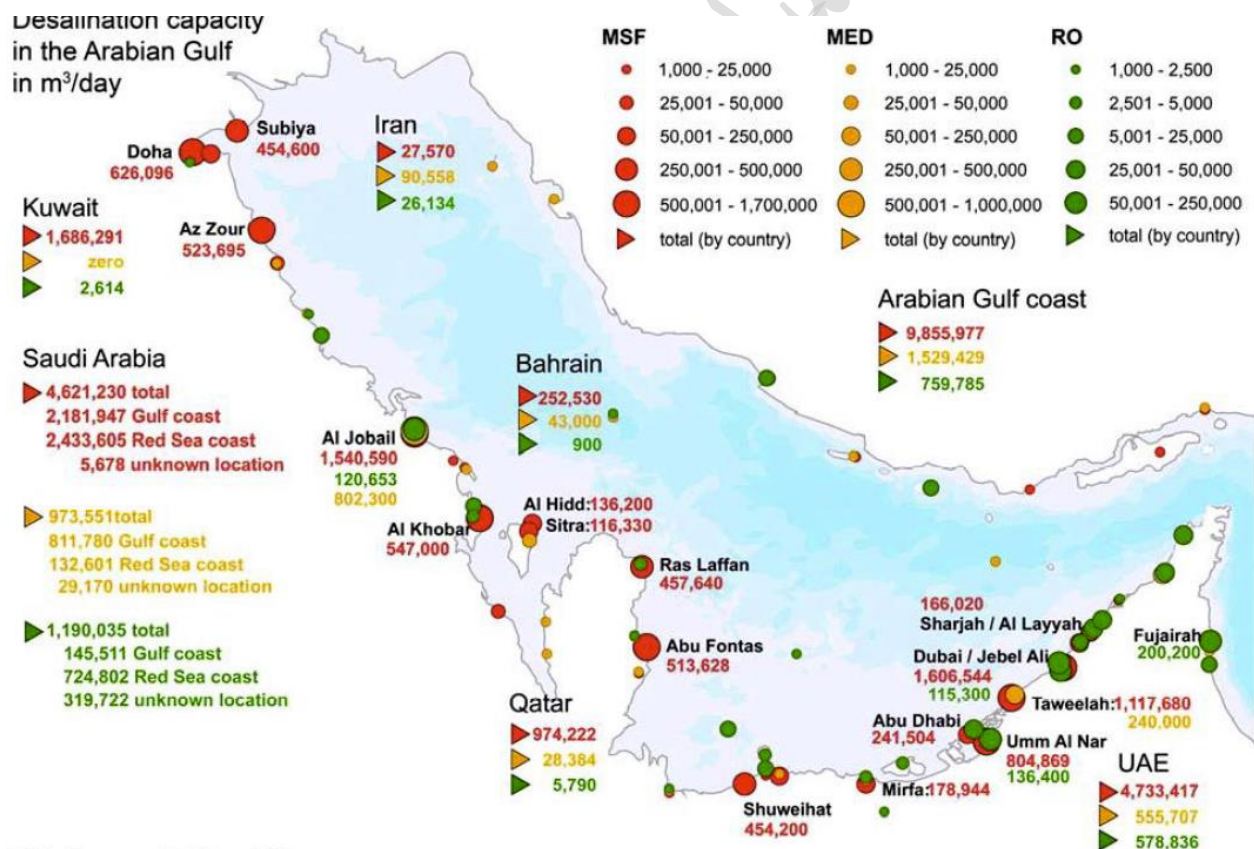 Desalination capacity
in the Arabian Gulf
in m³/day
MSF
1,000 - 25,000
25,001 - 50,000
50,001 - 250,000
250,001 - 500,000
500,001 - 1,700,000
total (by country)
MED
1,000 - 25,000
25,001 - 50,000
50,001 - 250,000
250,001 - 500,000
500,001 - 1,000,000
total (by country)
RO
1,000 - 2,500
2,501 - 5,000
5,001 - 25,000
25,001 - 50,000
50,001 - 250,000
total (by country)
Subiya
454,600
Doha
626,096
Iran
27,570
90,558
26,134
Kuwait
1,686,291
zero
2,614
Az Zour
523,695
Arabian Gulf coast
9,855,977
1,529,429
759,785
Saudi Arabia
4,621,230 total
2,181,947 Gulf coast
2,433,605 Red Sea coast
5,678 unknown location
973,551total
811,780 Gulf coast
132,601 Red Sea coast
29,170 unknown location
1,190,035 total
145,511 Gulf coast
724,802 Red Sea coast
319,722 unknown location
Bahrain
252,530
43,000
900
Al Jobail
1,540,590
120,653
802,300
Al Hidd:136,200
Sitra:116,330
Al Khobar
547,000
Ras Laffan
457,640
Abu Fontas
513,628
Qatar
974,222
28,384
5,790
166,020
Sharjah / Al Layyah
Dubai / Jebel Ali
1,606,544
115,300
Fujairah
200,200
Taweelah:1,117,680
240,000
Abu Dhabi
241,504
Umm Al Nar
804,869
136,400
Mirfa:178,944
Shuweihat
454,200
UAE
4,733,417
555,707
578,836